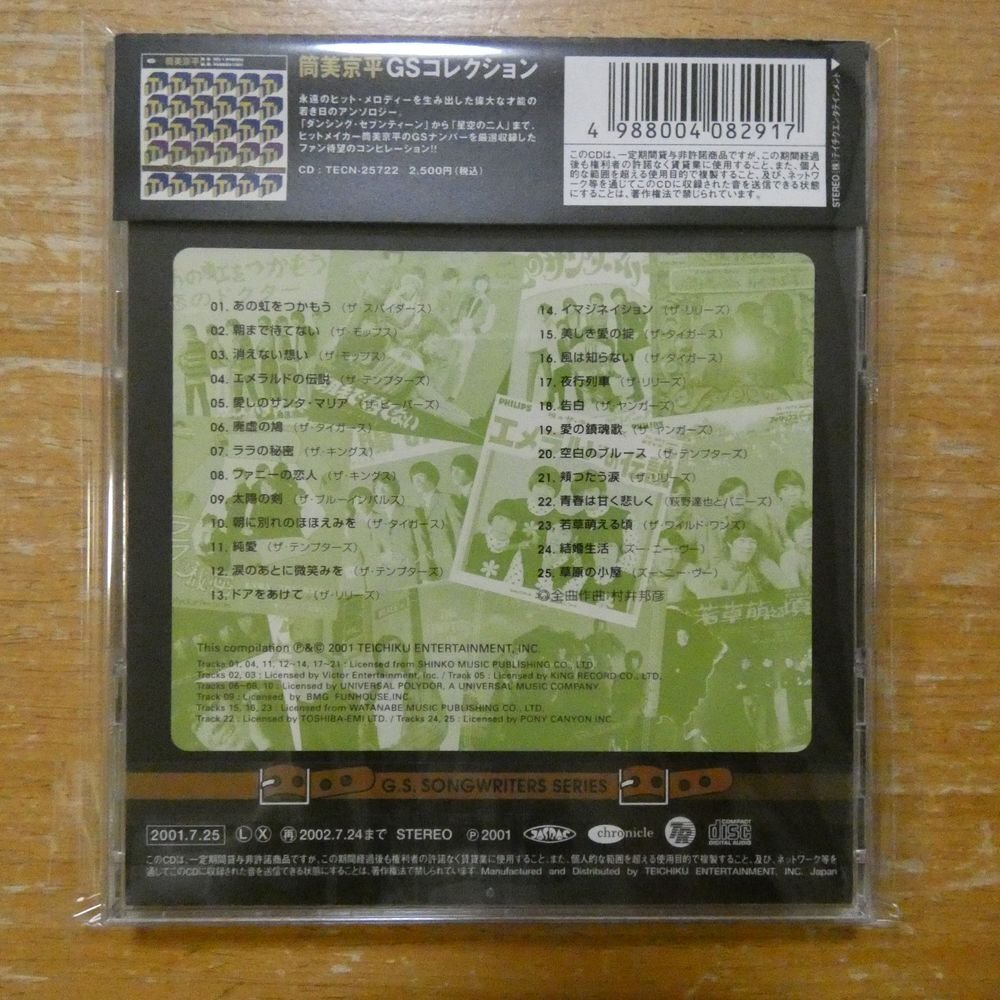 筒美京平GSコレクション
永遠のヒット・メロディーを生み出した偉大な才能の
若き日のアンソロジー。
「ダンシング・セブンティーン」から「星空の二人」まで、
ヒットメイカー筒美京平のGSナンバーを厳選収録した
ファン待望のコンピレーション!!
CD : TECN-25722 2,500円(税込)
4 988004 082917
このCDは、一定期間貸与非許諾商品ですが、この期間経過
後も権利者の許諾なく賃貸業に使用すること、また、個人
的な範囲を超える使用目的で複製すること、及び、ネットワ
ーク等を通じてこのCDに収録された音を送信できる状態
にすることは、著作権法で禁じられています。
STEREO:(株)テイチクエンタテインメント
01. あの虹をつかもう (ザ・スパイダース)
02. 朝まで待てない (ザ・モップス)
03. 消えない想い (ザ・モップス)
04. エメラルドの伝説 (ザ・テンプターズ)
05. 愛しのサンタ・マリア (ザ・ビーバーズ)
06. 廃虚の鳩 (ザ・タイガース)
07. ララの秘密 (ザ・キングス)
08. ファニーの恋人 (ザ・キングス)
09. 太陽の剣 (ザ・ブルーインパルス)
10. 朝に別れのほほえみを (ザ・タイガース)
11. 純愛 (ザ・テンプターズ)
12. 涙のあとに微笑みを (ザ・テンプターズ)
13. ドアをあけて (ザ・リリーズ)
14. イマジネイション (ザ・リリーズ)
15. 美しき愛の掟 (ザ・タイガース)
16. 風は知らない (ザ・タイガース)
17. 夜行列車 (ザ・リリーズ)
18. 告白 (ザ・ヤンガーズ)
19. 愛の鎮魂歌 (ザ・ヤンガーズ)
20. 空白のブルース (ザ・テンプターズ)
21. 頬つたう涙 (ザ・リリーズ)
22. 青春は甘く悲しく (萩野達也とバニーズ)
23. 若草萌える頃 (ザ・ワイルド・ワンズ)
24. 結婚生活 (ズー・ニー・ヴー)
25. 草原の小屋 (ズー・ニー・ヴー)
全曲作曲:村井邦彦
This compilation Ⓟ&Ⓒ 2001 TEICHIKU ENTERTAINMENT, INC.
Tracks 01, 04, 11, 12~14, 17~21 : Licensed from SHINKO MUSIC PUBLISHING CO., LTD.
Tracks 02, 03 : Licensed by Victor Entertainment, Inc. / Track 05 : Licensed by KING RECORD CO., LTD.
Tracks 06~08, 10 : Licensed by UNIVERSAL POLYDOR, A UNIVERSAL MUSIC COMPANY.
Track 09 : Licensed by BMG FUNHOUSE,INC.
Tracks 15, 16, 23 : Licensed from WATANABE MUSIC PUBLISHING CO., LTD.
Track 22 : Licensed by TOSHIBA-EMI LTD. / Tracks 24, 25 : Licensed by PONY CANYON INC.
G.S. SONGWRITERS SERIES
2001.7.25 Ⓛ Ⓧ 再 2002.7.24まで STEREO Ⓟ 2001 JASRAC chronicle TR COMPACT disc DIGITAL AUDIO
このCDは、一定期間貸与非許諾商品ですが、この期間経過後も権利者の許諾なく賃貸業に使用すること、また、個人的な範囲を超える使用目的で複製すること、及び、ネットワーク等を
通じてこのCDに収録された音を送信できる状態にすることは、著作権法で禁じられています。 Manufactured and Distributed by TEICHIKU ENTERTAINMENT, INC. Japan